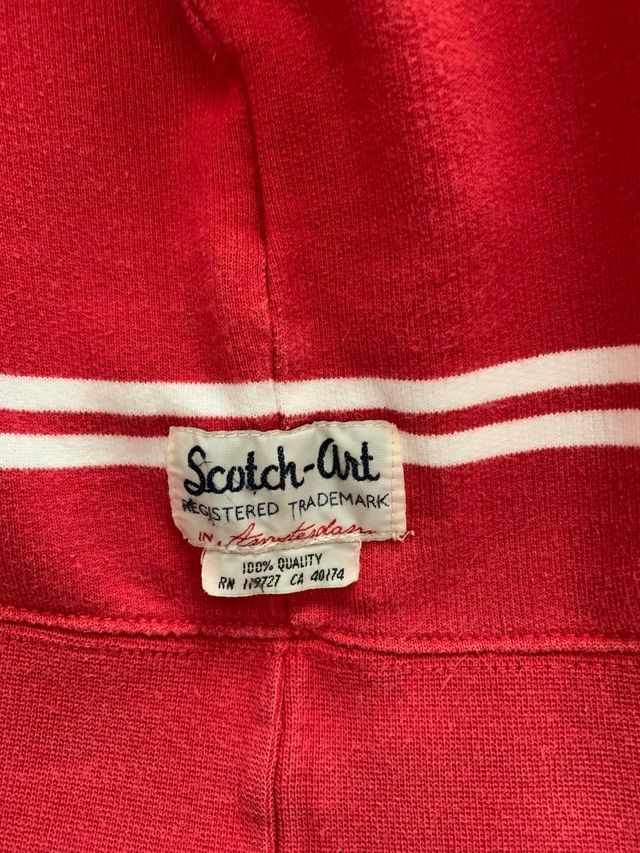 Scotch-Art
REGISTERED TRADEMARK
IN Amsterdam
100% QUALITY
RN 119727 CA 40174